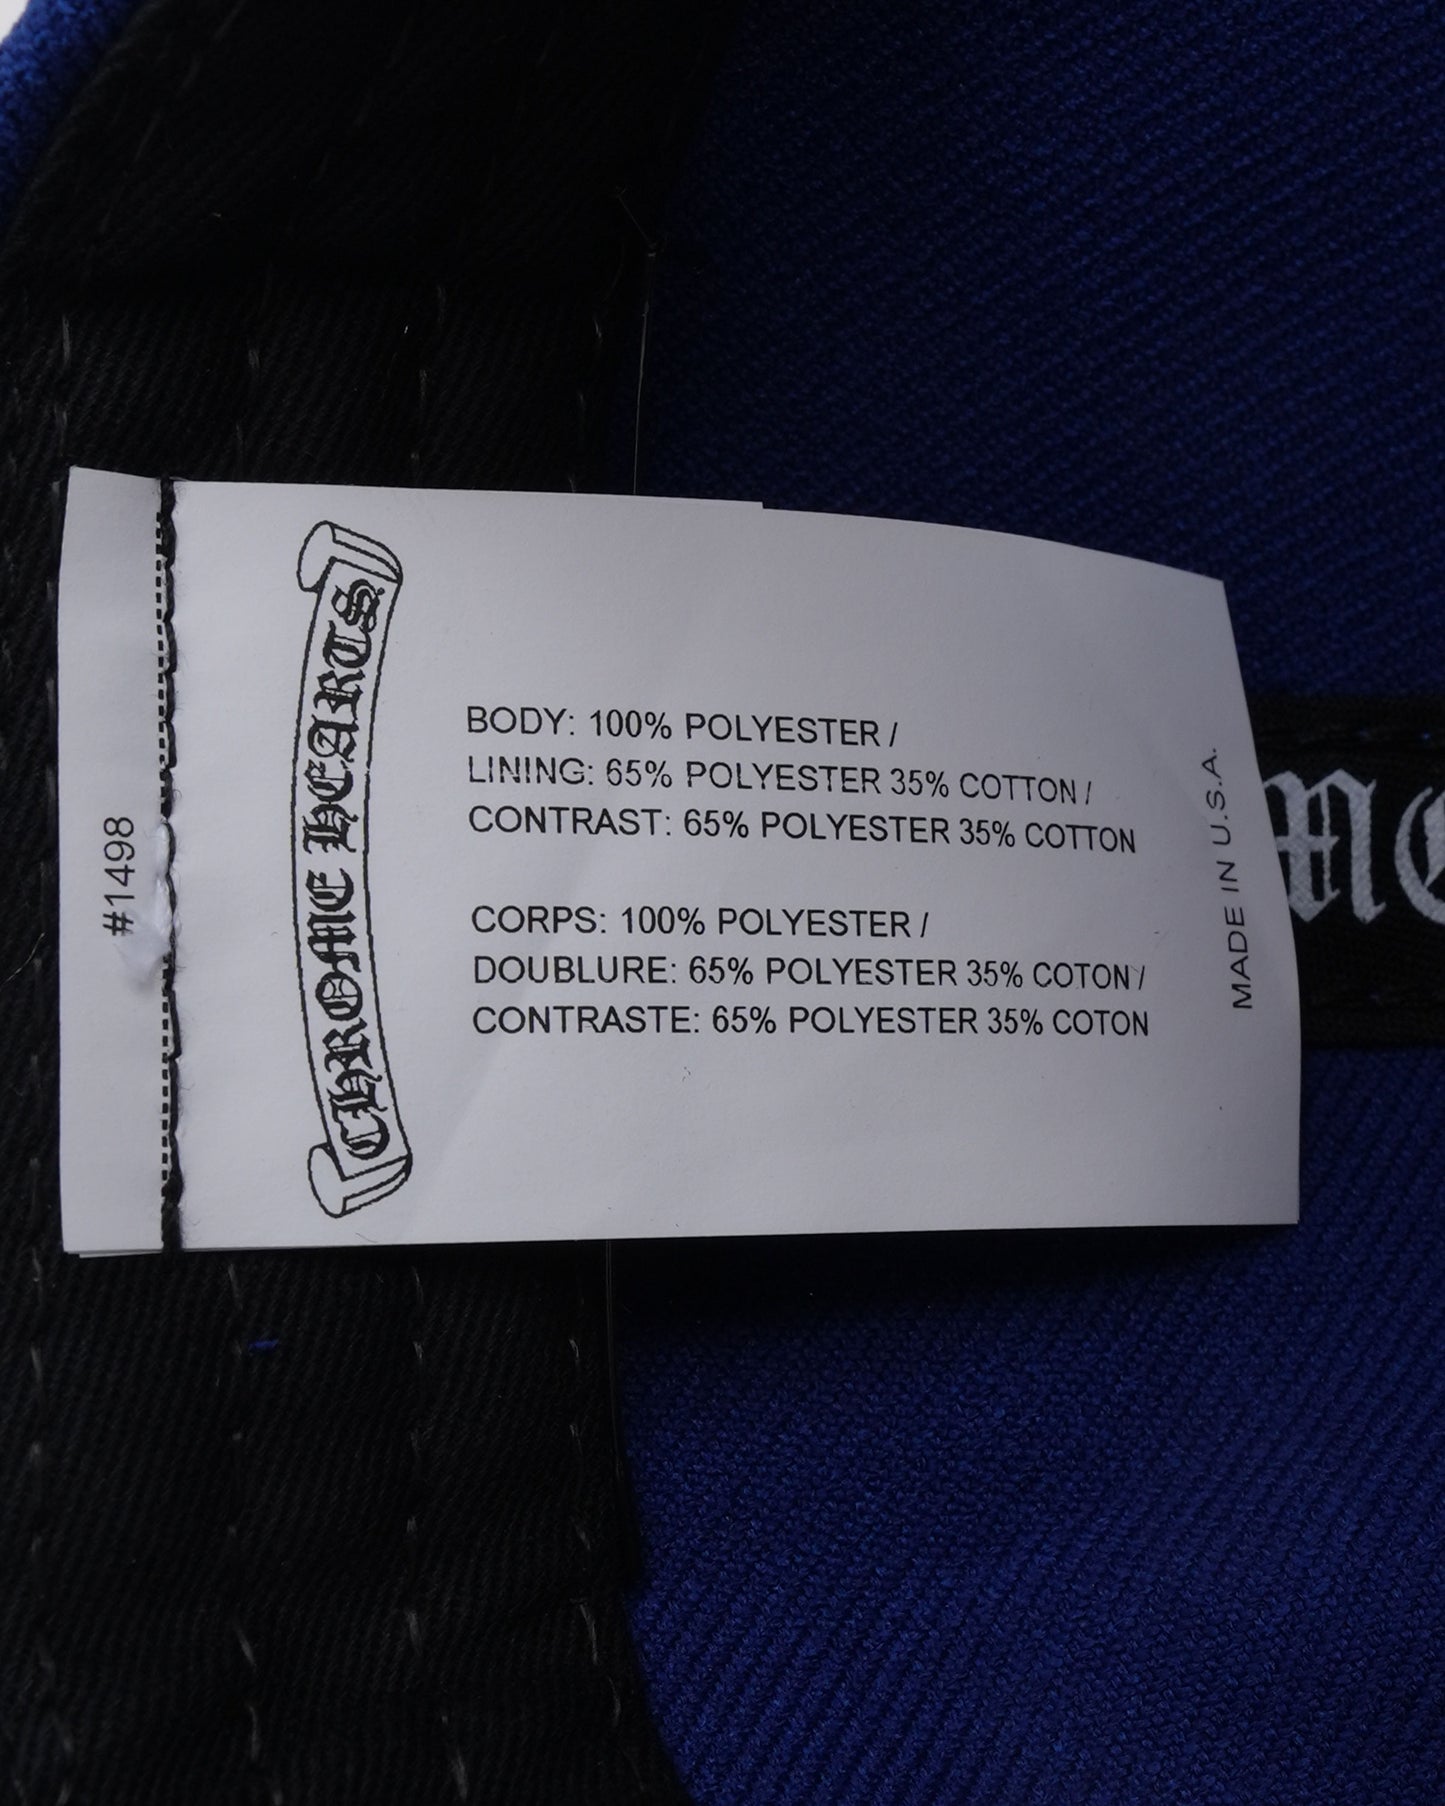 #1498
CHROME HEARTS
BODY: 100% POLYESTER /
LINING: 65% POLYESTER 35% COTTON /
CONTRAST: 65% POLYESTER 35% COTTON
CORPS: 100% POLYESTER /
DOUBLURE: 65% POLYESTER 35% COTON /
CONTRASTE: 65% POLYESTER 35% COTON
MADE IN U.S.A.